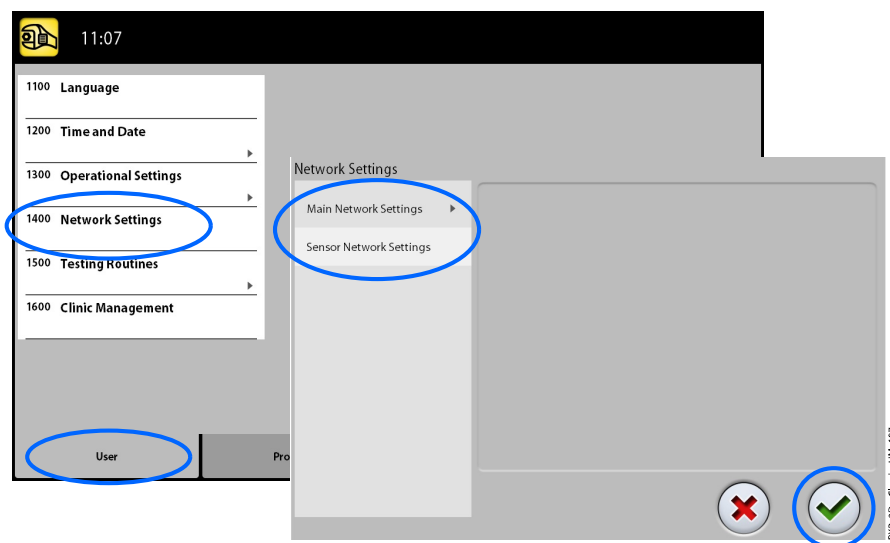 11:07
1100 Language
1200 Time and Date
1300 Operational Settings
1400 Network Settings
1500 Testing Routines
1600 Clinic Management
User
Pro
Network Settings
Main Network Settings
Sensor Network Settings